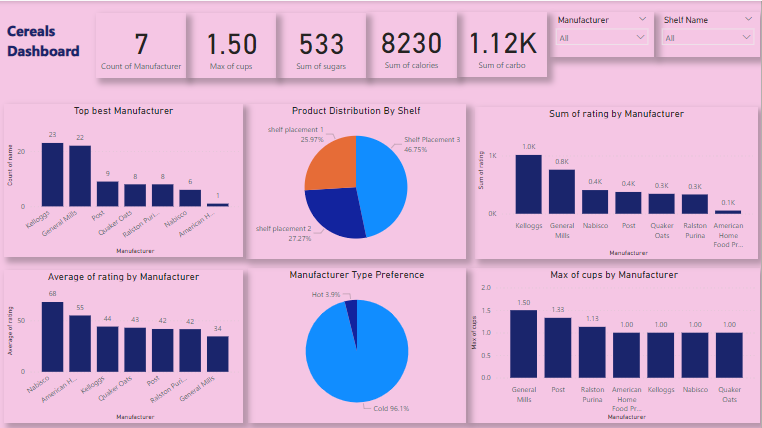 Cereals
Dashboard
7
Count of Manufacturer
1.50
Max of cups
533
Sum of sugars
8230
Sum of calories
1.12K
Sum of carbo
Manufacturer
All
Shelf Name
All
Top best Manufacturer
Count of name
20
0
23
22
9
8
8
6
1
Kelloggs
General Mills
Post
Quaker Oats
Ralston Puri...
Nabisco
American H...
Manufacturer
Product Distribution By Shelf
shelf placement 1
25.97%
Shelf Placement 3
46.75%
shelf placement 2
27.27%
Sum of rating by Manufacturer
Sum of rating
1K
0K
1.0K
0.8K
0.4K
0.4K
0.3K
0.3K
0.1K
Kelloggs
General
Mills
Nabisco
Post
Quaker
Oats
Ralston
Purina
American
Home
Food Pr...
Manufacturer
Average of rating by Manufacturer
Average of rating
50
0
68
55
44
43
42
42
34
Nabisco
American H...
Kelloggs
Quaker Oats
Post
Ralston Puri...
General Mills
Manufacturer
Manufacturer Type Preference
Hot 3.9%
Cold 96.1%
Max of cups by Manufacturer
Max of cups
2.0
1.5
1.0
0.5
0.0
1.50
1.33
1.13
1.00
1.00
1.00
1.00
General
Mills
Post
Ralston
Purina
American
Home
Food Pr...
Kelloggs
Nabisco
Quaker
Oats
Manufacturer